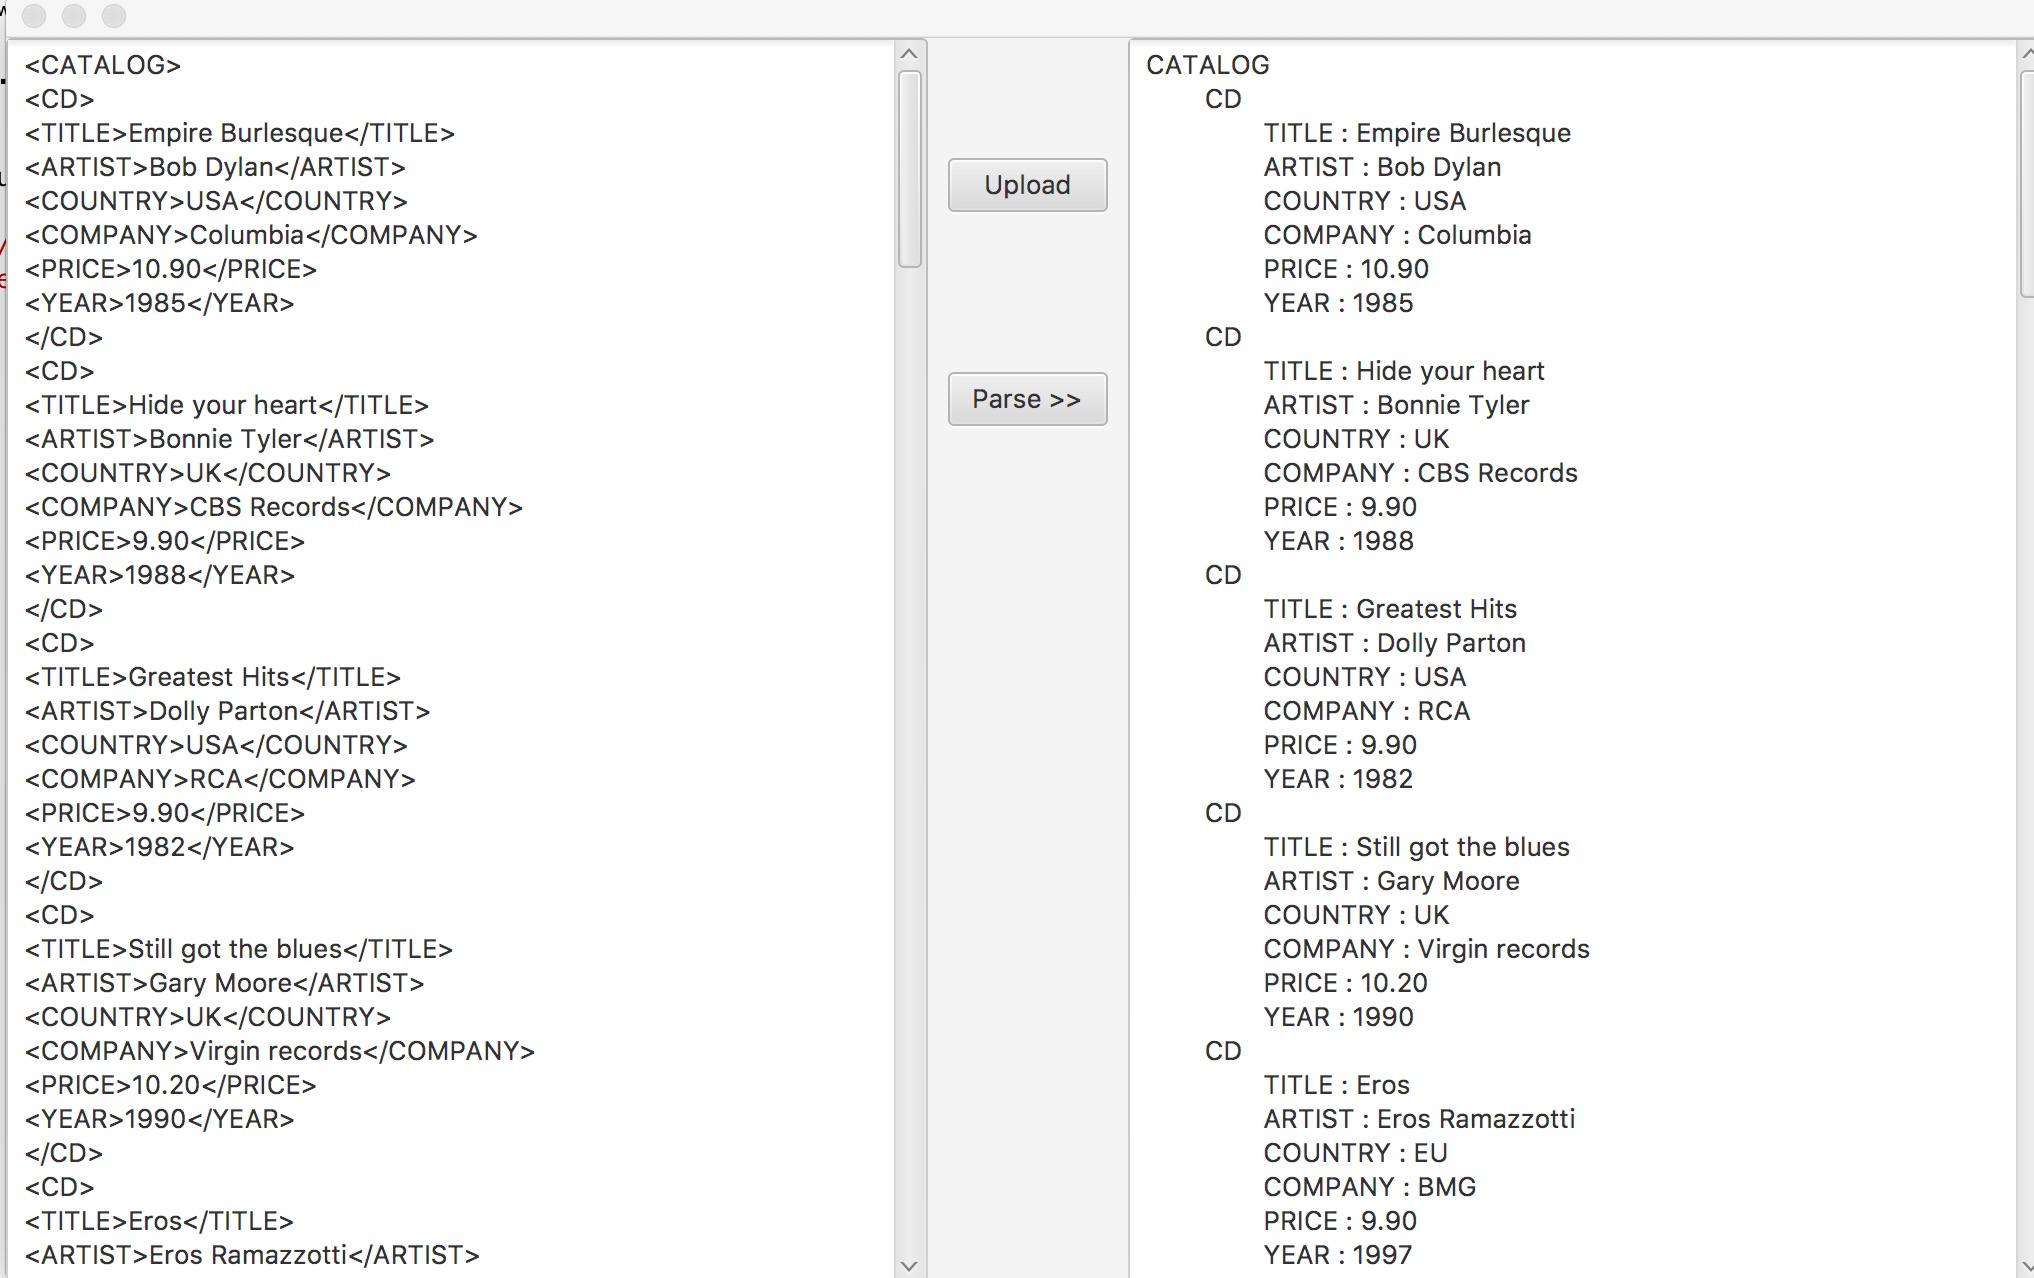 <CATALOG>
<CD>
<TITLE>Empire Burlesque</TITLE>
<ARTIST>Bob Dylan</ARTIST>
<COUNTRY>USA</COUNTRY>
<COMPANY>Columbia</COMPANY>
<PRICE>10.90</PRICE>
<YEAR>1985</YEAR>
</CD>
<CD>
<TITLE>Hide your heart</TITLE>
<ARTIST>Bonnie Tyler</ARTIST>
<COUNTRY>UK</COUNTRY>
<COMPANY>CBS Records</COMPANY>
<PRICE>9.90</PRICE>
<YEAR>1988</YEAR>
</CD>
<CD>
<TITLE>Greatest Hits</TITLE>
<ARTIST>Dolly Parton</ARTIST>
<COUNTRY>USA</COUNTRY>
<COMPANY>RCA</COMPANY>
<PRICE>9.90</PRICE>
<YEAR>1982</YEAR>
</CD>
<CD>
<TITLE>Still got the blues</TITLE>
<ARTIST>Gary Moore</ARTIST>
<COUNTRY>UK</COUNTRY>
<COMPANY>Virgin records</COMPANY>
<PRICE>10.20</PRICE>
<YEAR>1990</YEAR>
</CD>
<CD>
<TITLE>Eros</TITLE>
<ARTIST>Eros Ramazzotti</ARTIST>
Upload
Parse >>
CATALOG
CD
TITLE : Empire Burlesque
ARTIST : Bob Dylan
COUNTRY : USA
COMPANY : Columbia
PRICE : 10.90
YEAR : 1985
CD
TITLE : Hide your heart
ARTIST : Bonnie Tyler
COUNTRY : UK
COMPANY : CBS Records
PRICE : 9.90
YEAR : 1988
CD
TITLE : Greatest Hits
ARTIST : Dolly Parton
COUNTRY : USA
COMPANY : RCA
PRICE : 9.90
YEAR : 1982
CD
TITLE : Still got the blues
ARTIST : Gary Moore
COUNTRY : UK
COMPANY : Virgin records
PRICE : 10.20
YEAR : 1990
CD
TITLE : Eros
ARTIST : Eros Ramazzotti
COUNTRY : EU
COMPANY : BMG
PRICE : 9.90
YEAR : 1997